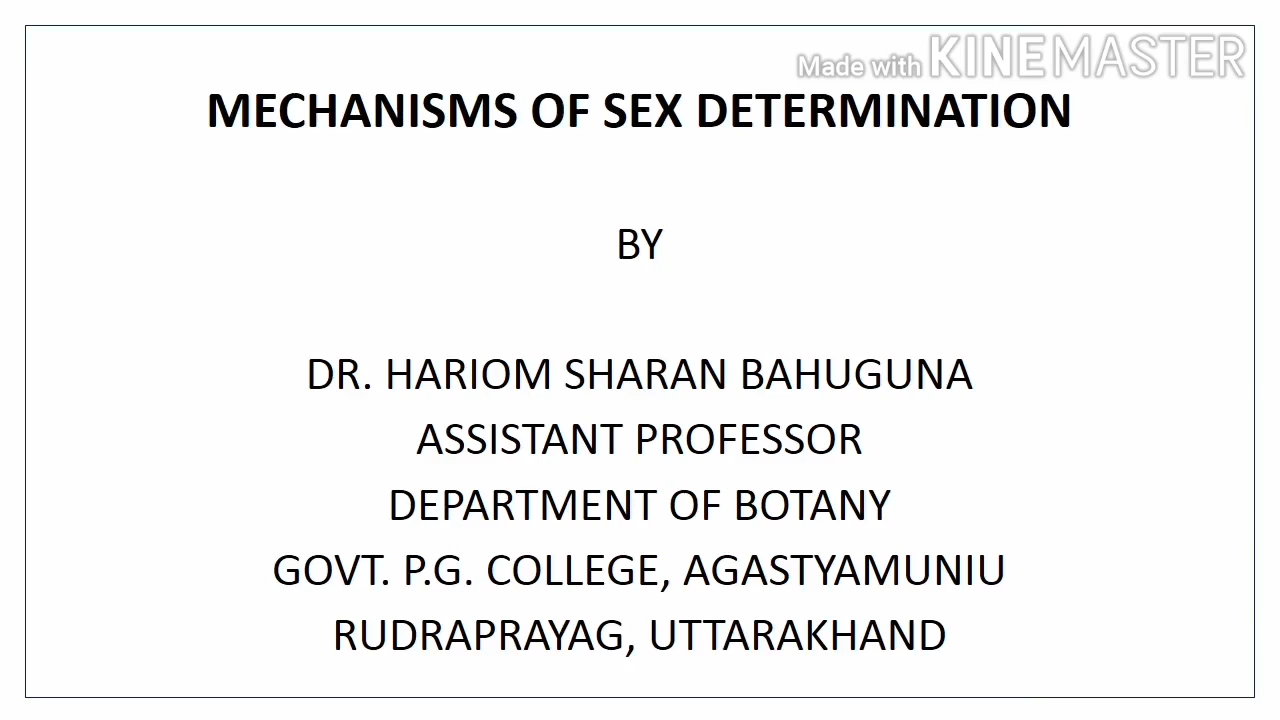 Made with KINEMASTER
MECHANISMS OF SEX DETERMINATION
BY
DR. HARIOM SHARAN BAHUGUNA
ASSISTANT PROFESSOR
DEPARTMENT OF BOTANY
GOVT. P.G. COLLEGE, AGASTYAMUNIU
RUDRAPRAYAG, UTTARAKHAND